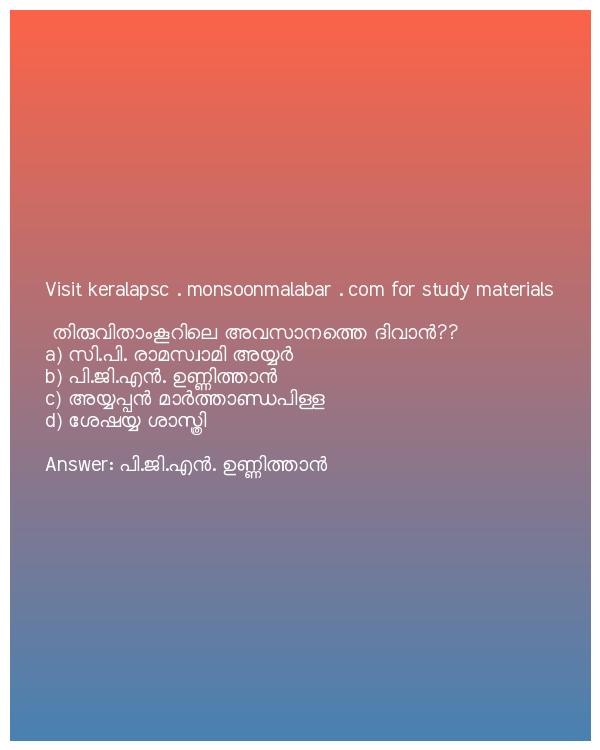 Visit keralapsc . monsoonmalabar . com for study materials
തിരുവിതാംകൂറിലെ അവസാനത്തെ ദിവാൻ??
a) സി.പി. രാമസ്വാമി അയ്യർ
b) പി.ജി.എൻ. ഉണ്ണിത്താൻ
c) അയ്യപ്പൻ മാർത്താണ്ഡപിള്ള
d) ശേഷയ്യ ശാസ്ത്രി
Answer: പി.ജി.എൻ. ഉണ്ണിത്താൻ